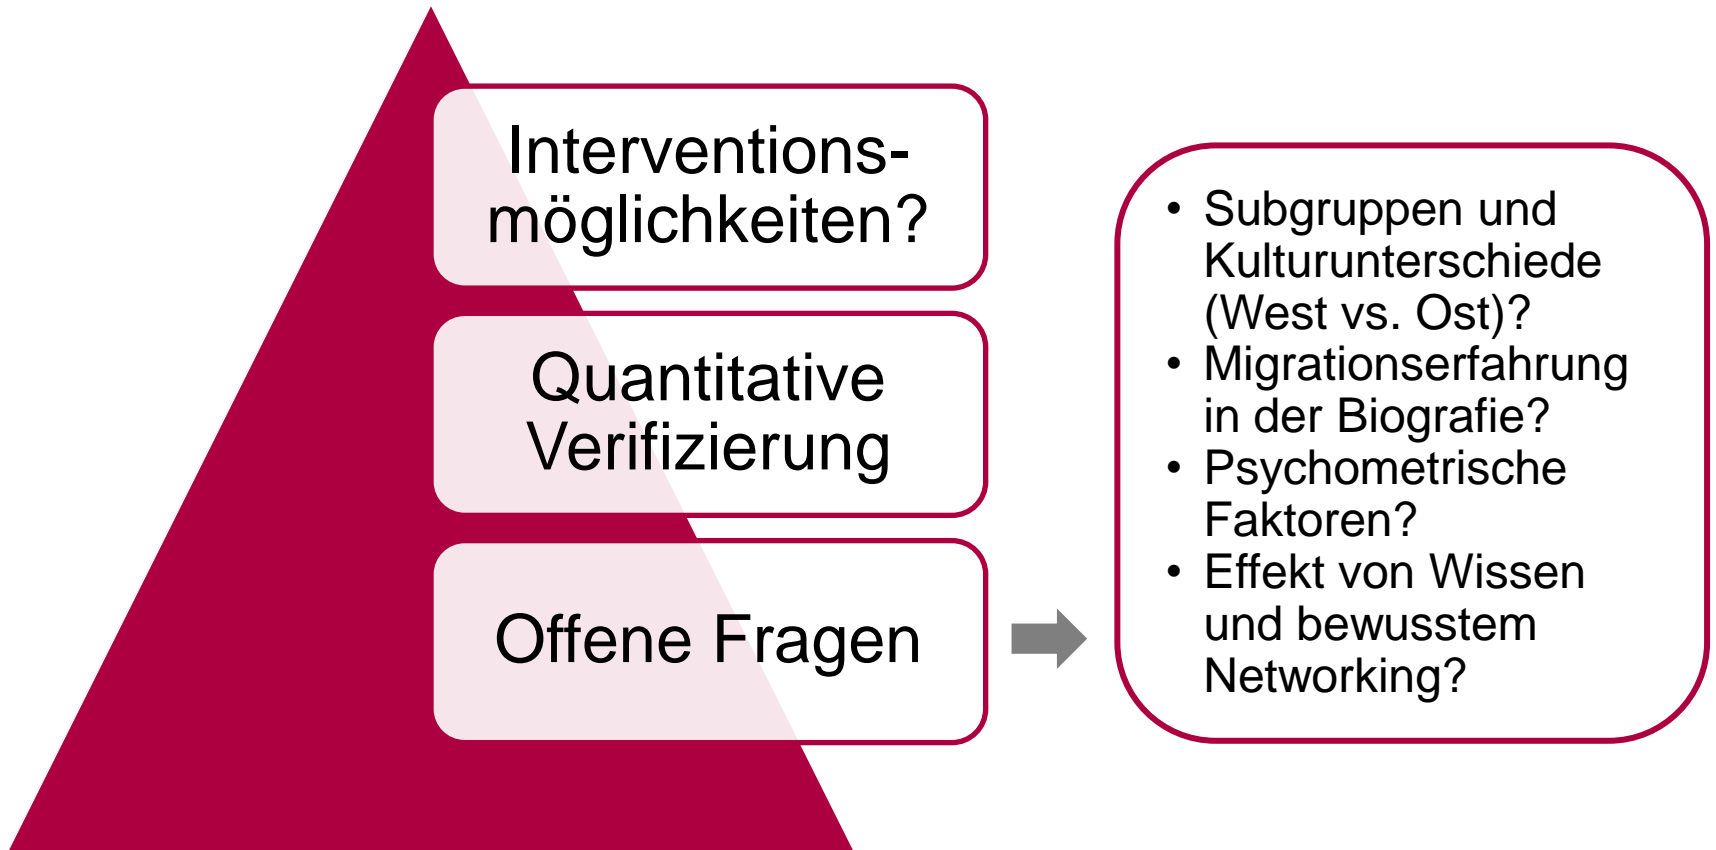 Interventions-
möglichkeiten?
Quantitative
Verifizierung
Offene Fragen
• Subgruppen und
Kulturunterschiede
(West vs. Ost)?
• Migrationserfahrung
in der Biografie?
• Psychometrische
Faktoren?
• Effekt von Wissen
und bewusstem
Networking?